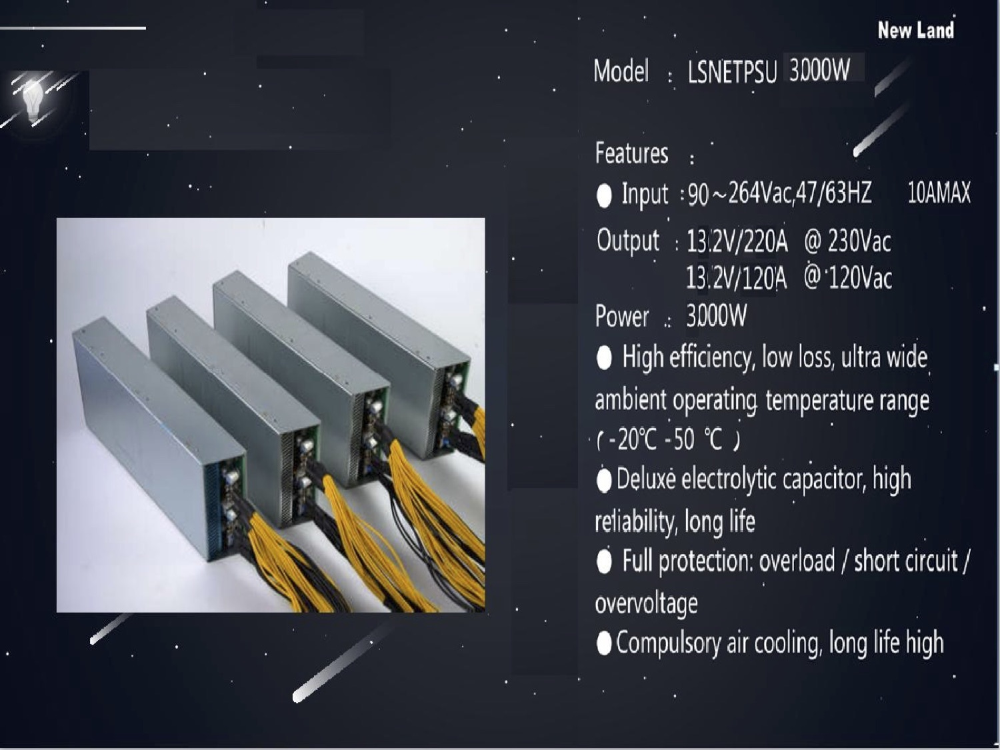 New Land
Model : LSNETPSU 3000W
Features :
● Input : 90～264Vac,47/63HZ 10AMAX
Output : 13.2V/220A @ 230Vac
13.2V/120A @ 120Vac
Power : 3000W
● High efficiency, low loss, ultra wide
ambient operating temperature range
( -20℃ -50 ℃ )
● Deluxe electrolytic capacitor, high
reliability, long life
● Full protection: overload / short circuit /
overvoltage
● Compulsory air cooling, long life high